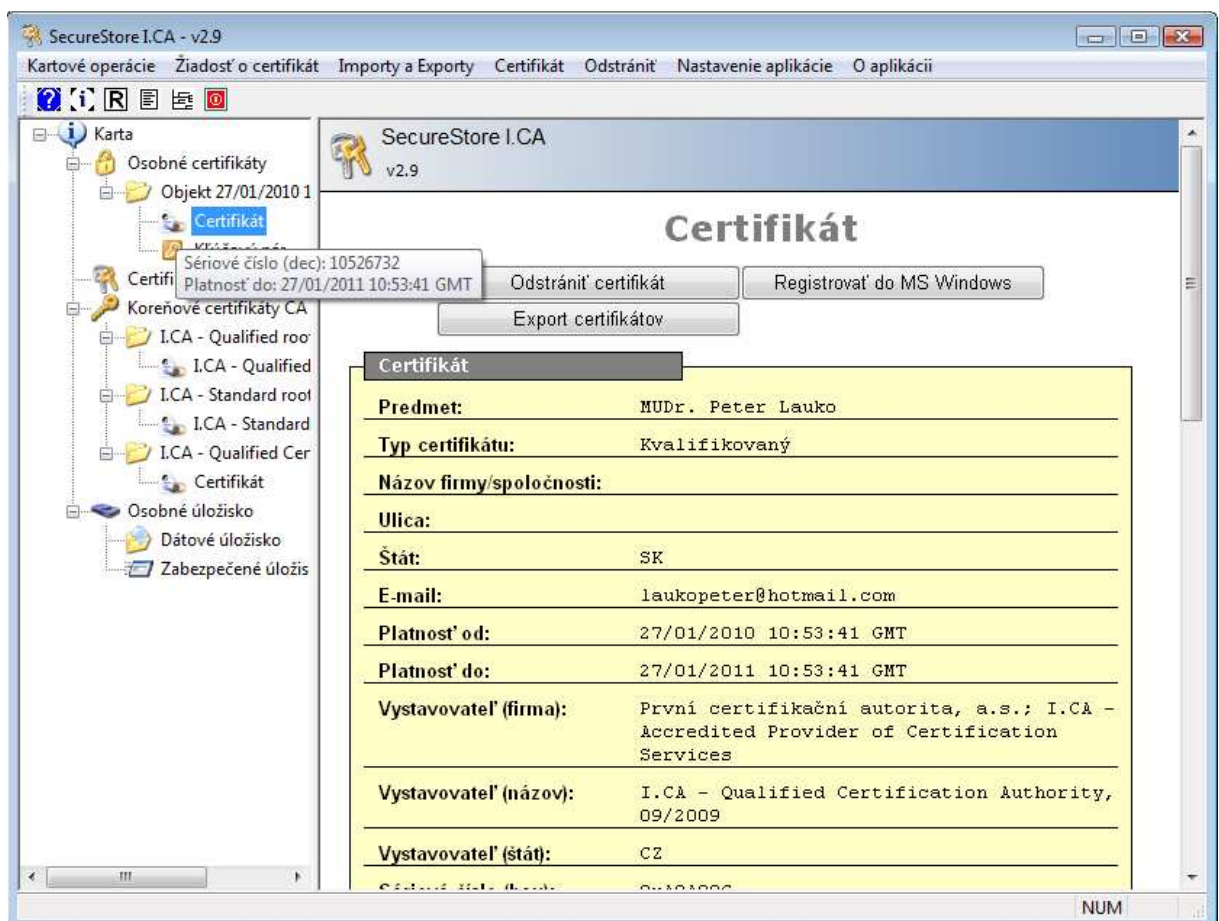 SecureStore I.CA - v2.9
Kartové operácie Žiadosť o certifikát Importy a Exporty Certifikát Odstrániť Nastavenie aplikácie O aplikácii
Karta
Osobné certifikáty
Objekt 27/01/2010 1
Certifikát
Sériové číslo (dec): 10526732
Platnosť do: 27/01/2011 10:53:41 GMT
Certifi
Koreňové certifikáty CA
I.CA - Qualified roo
I.CA - Qualified
I.CA - Standard root
I.CA - Standard
I.CA - Qualified Cer
Certifikát
Osobné úložisko
Dátové úložisko
Zabezpečené úložis
SecureStore I.CA
v2.9
Certifikát
Odstrániť certifikát Registrovať do MS Windows
Export certifikátov
Certifikát
Predmet: MUDr. Peter Lauko
Typ certifikátu: Kvalifikovaný
Názov firmy/spoločnosti:
Ulica:
Štát: SK
E-mail: laukopeter@hotmail.com
Platnosť od: 27/01/2010 10:53:41 GMT
Platnosť do: 27/01/2011 10:53:41 GMT
Vystavovateľ (firma): První certifikační autorita, a.s.; I.CA -
Accredited Provider of Certification
Services
Vystavovateľ (názov): I.CA - Qualified Certification Authority,
09/2009
Vystavovateľ (štát): CZ
NUM